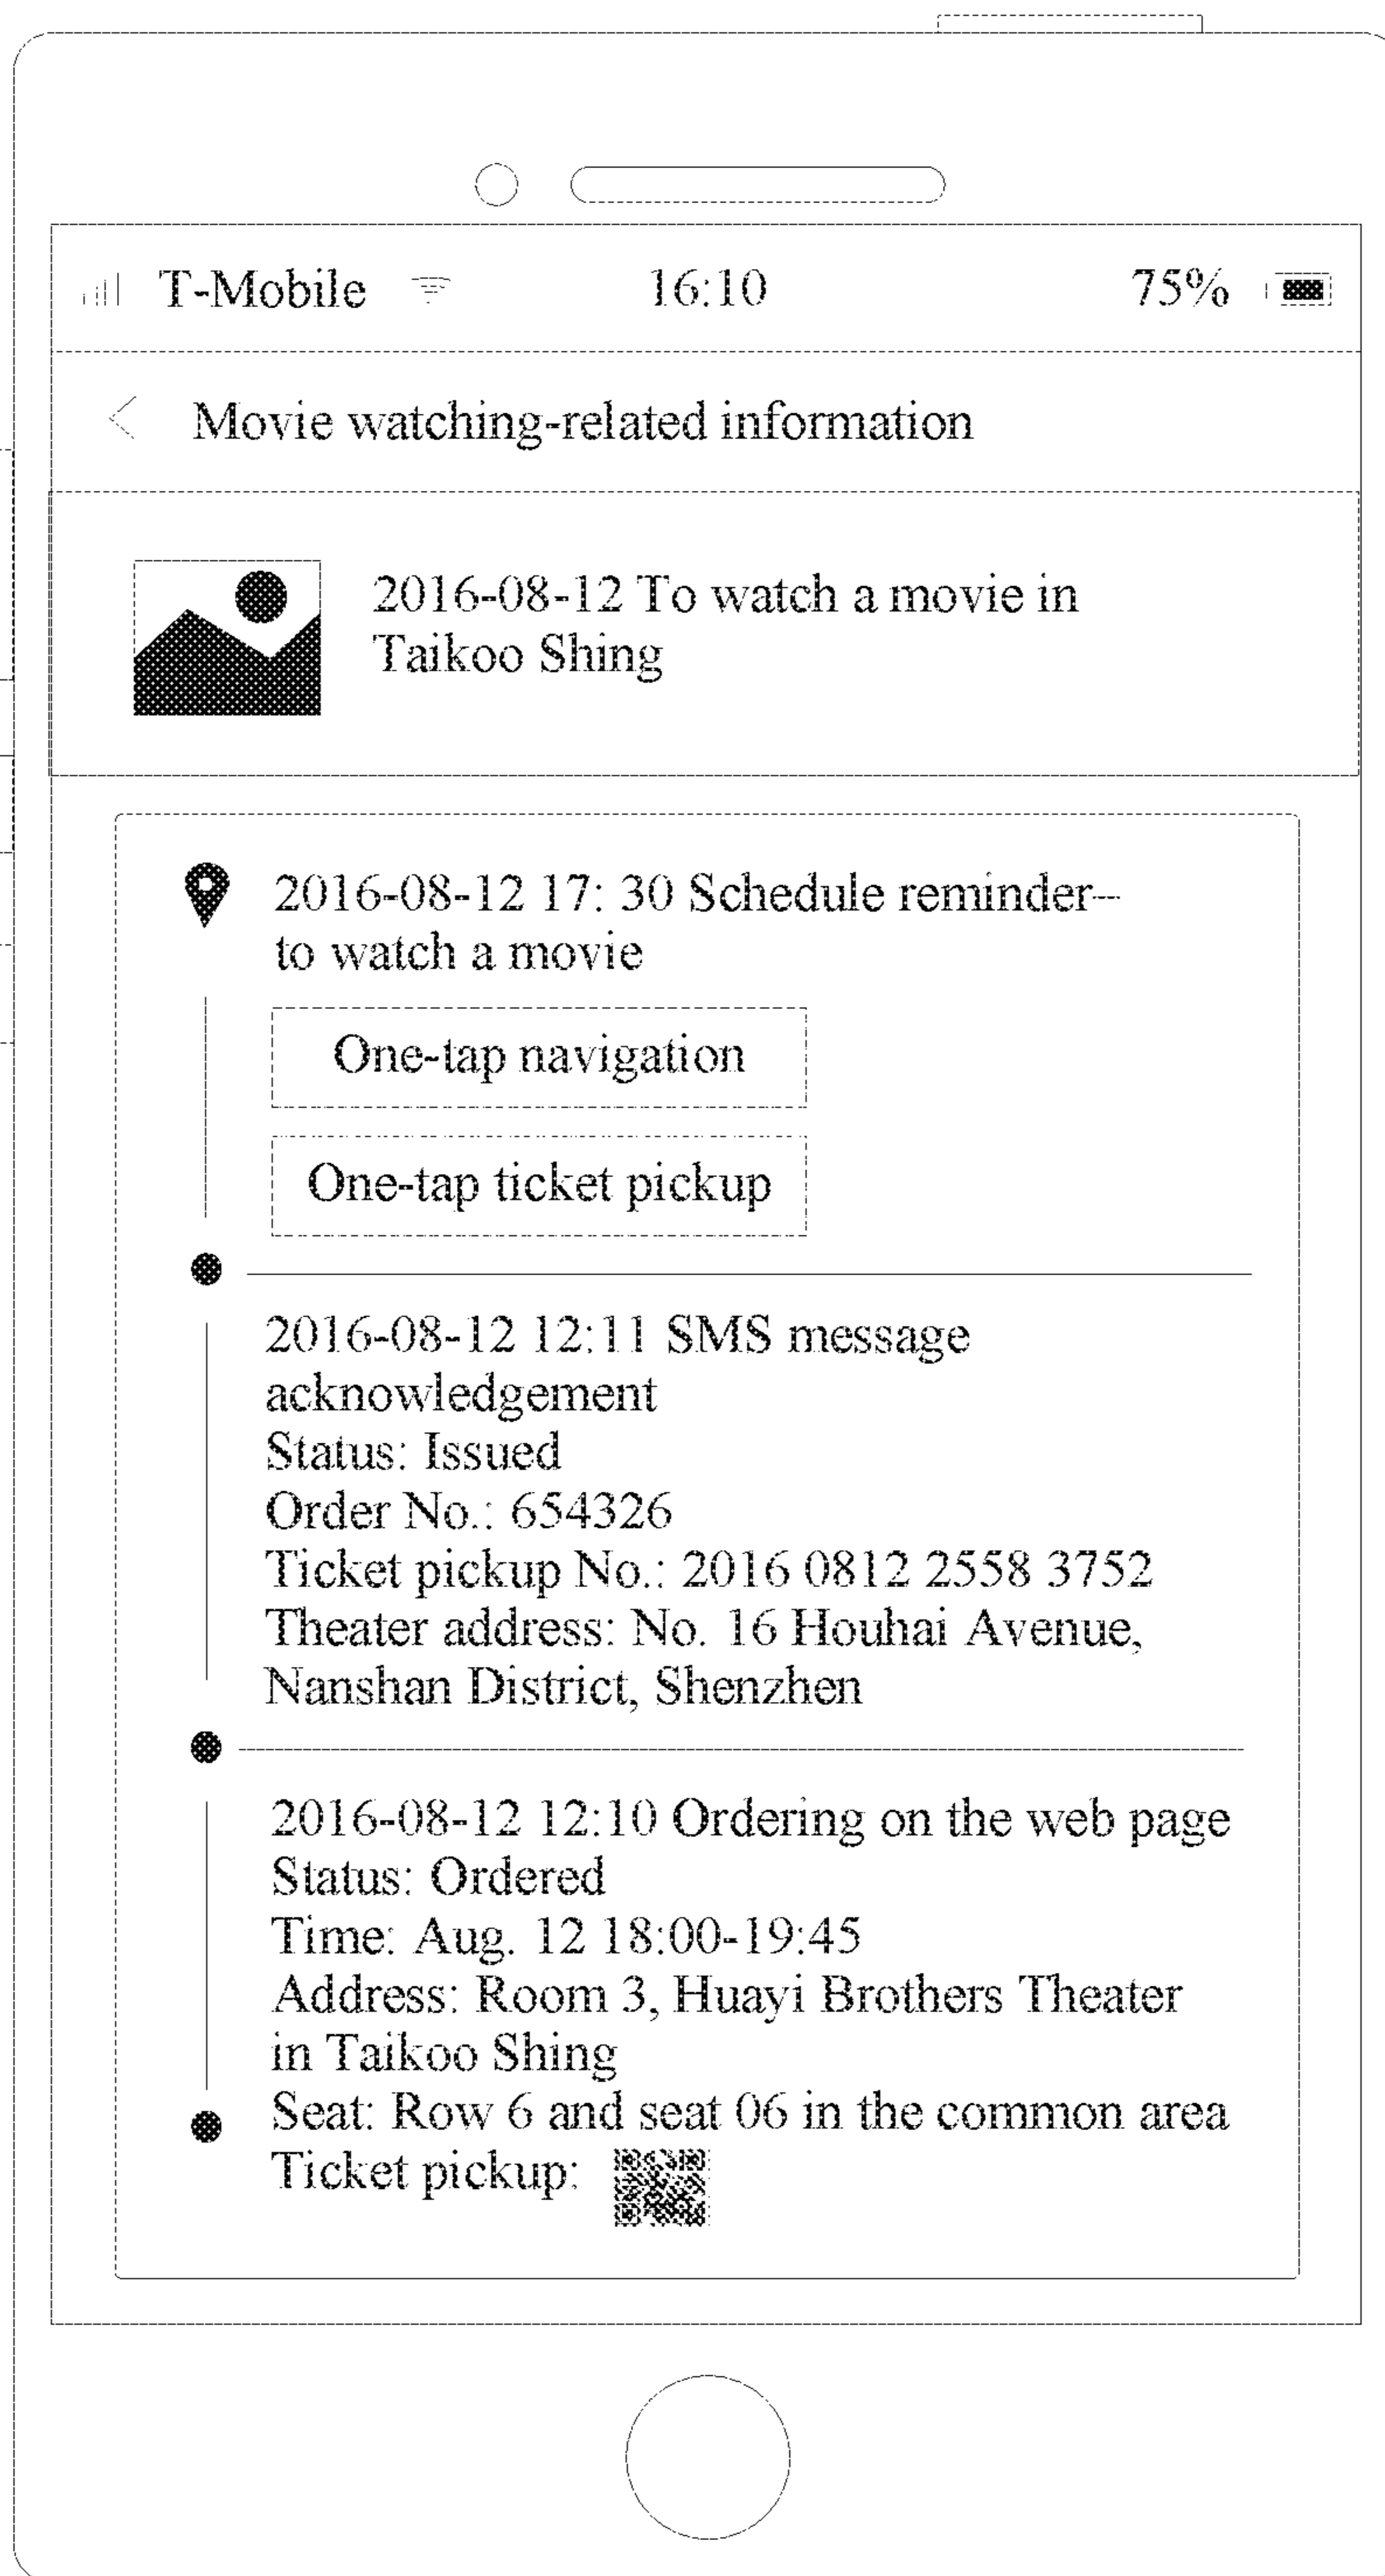 T-Mobile 16:10 75%
Movie watching-related information
2016-08-12 To watch a movie in
Taikoo Shing
2016-08-12 17: 30 Schedule reminder--
to watch a movie
One-tap navigation
One-tap ticket pickup
2016-08-12 12:11 SMS message
acknowledgement
Status: Issued
Order No.: 654326
Ticket pickup No.: 2016 0812 2558 3752
Theater address: No. 16 Houhai Avenue,
Nanshan District, Shenzhen
2016-08-12 12:10 Ordering on the web page
Status: Ordered
Time: Aug. 12 18:00-19:45
Address: Room 3, Huayi Brothers Theater
in Taikoo Shing
Seat: Row 6 and seat 06 in the common area
Ticket pickup: